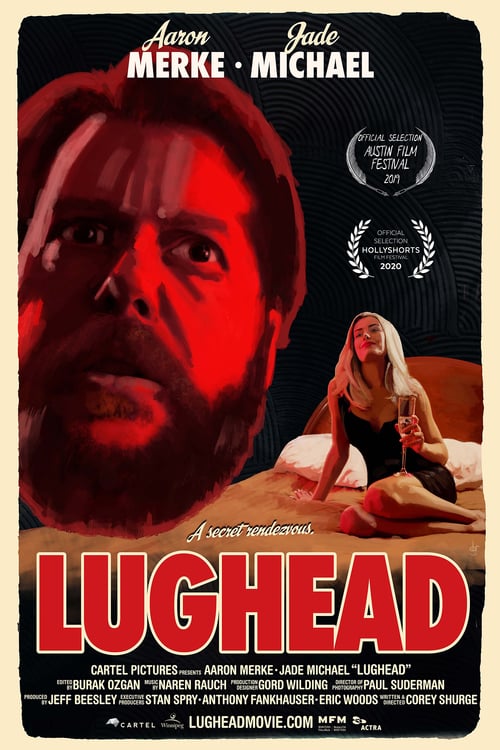 Aaron Jade
MERKE · MICHAEL
OFFICIAL SELECTION
AUSTIN FILM
FESTIVAL
2019
OFFICIAL
SELECTION
HOLLYSHORTS
FILM FESTIVAL
2020
A secret rendezvous.
LUGHEAD
CARTEL PICTURES PRESENTS AARON MERKE · JADE MICHAEL "LUGHEAD"
EDITED BY BURAK OZGAN MUSIC BY NAREN RAUCH PRODUCTION DESIGNER GORD WILDING DIRECTOR OF PHOTOGRAPHY PAUL SUDERMAN
PRODUCED BY JEFF BEESLEY EXECUTIVE PRODUCERS STAN SPRY · ANTHONY FANKHAUSER · ERIC WOODS WRITTEN & DIRECTED BY COREY SHURGE
CARTEL Winnipeg LUGHEADMOVIE.COM MFM ACTRA